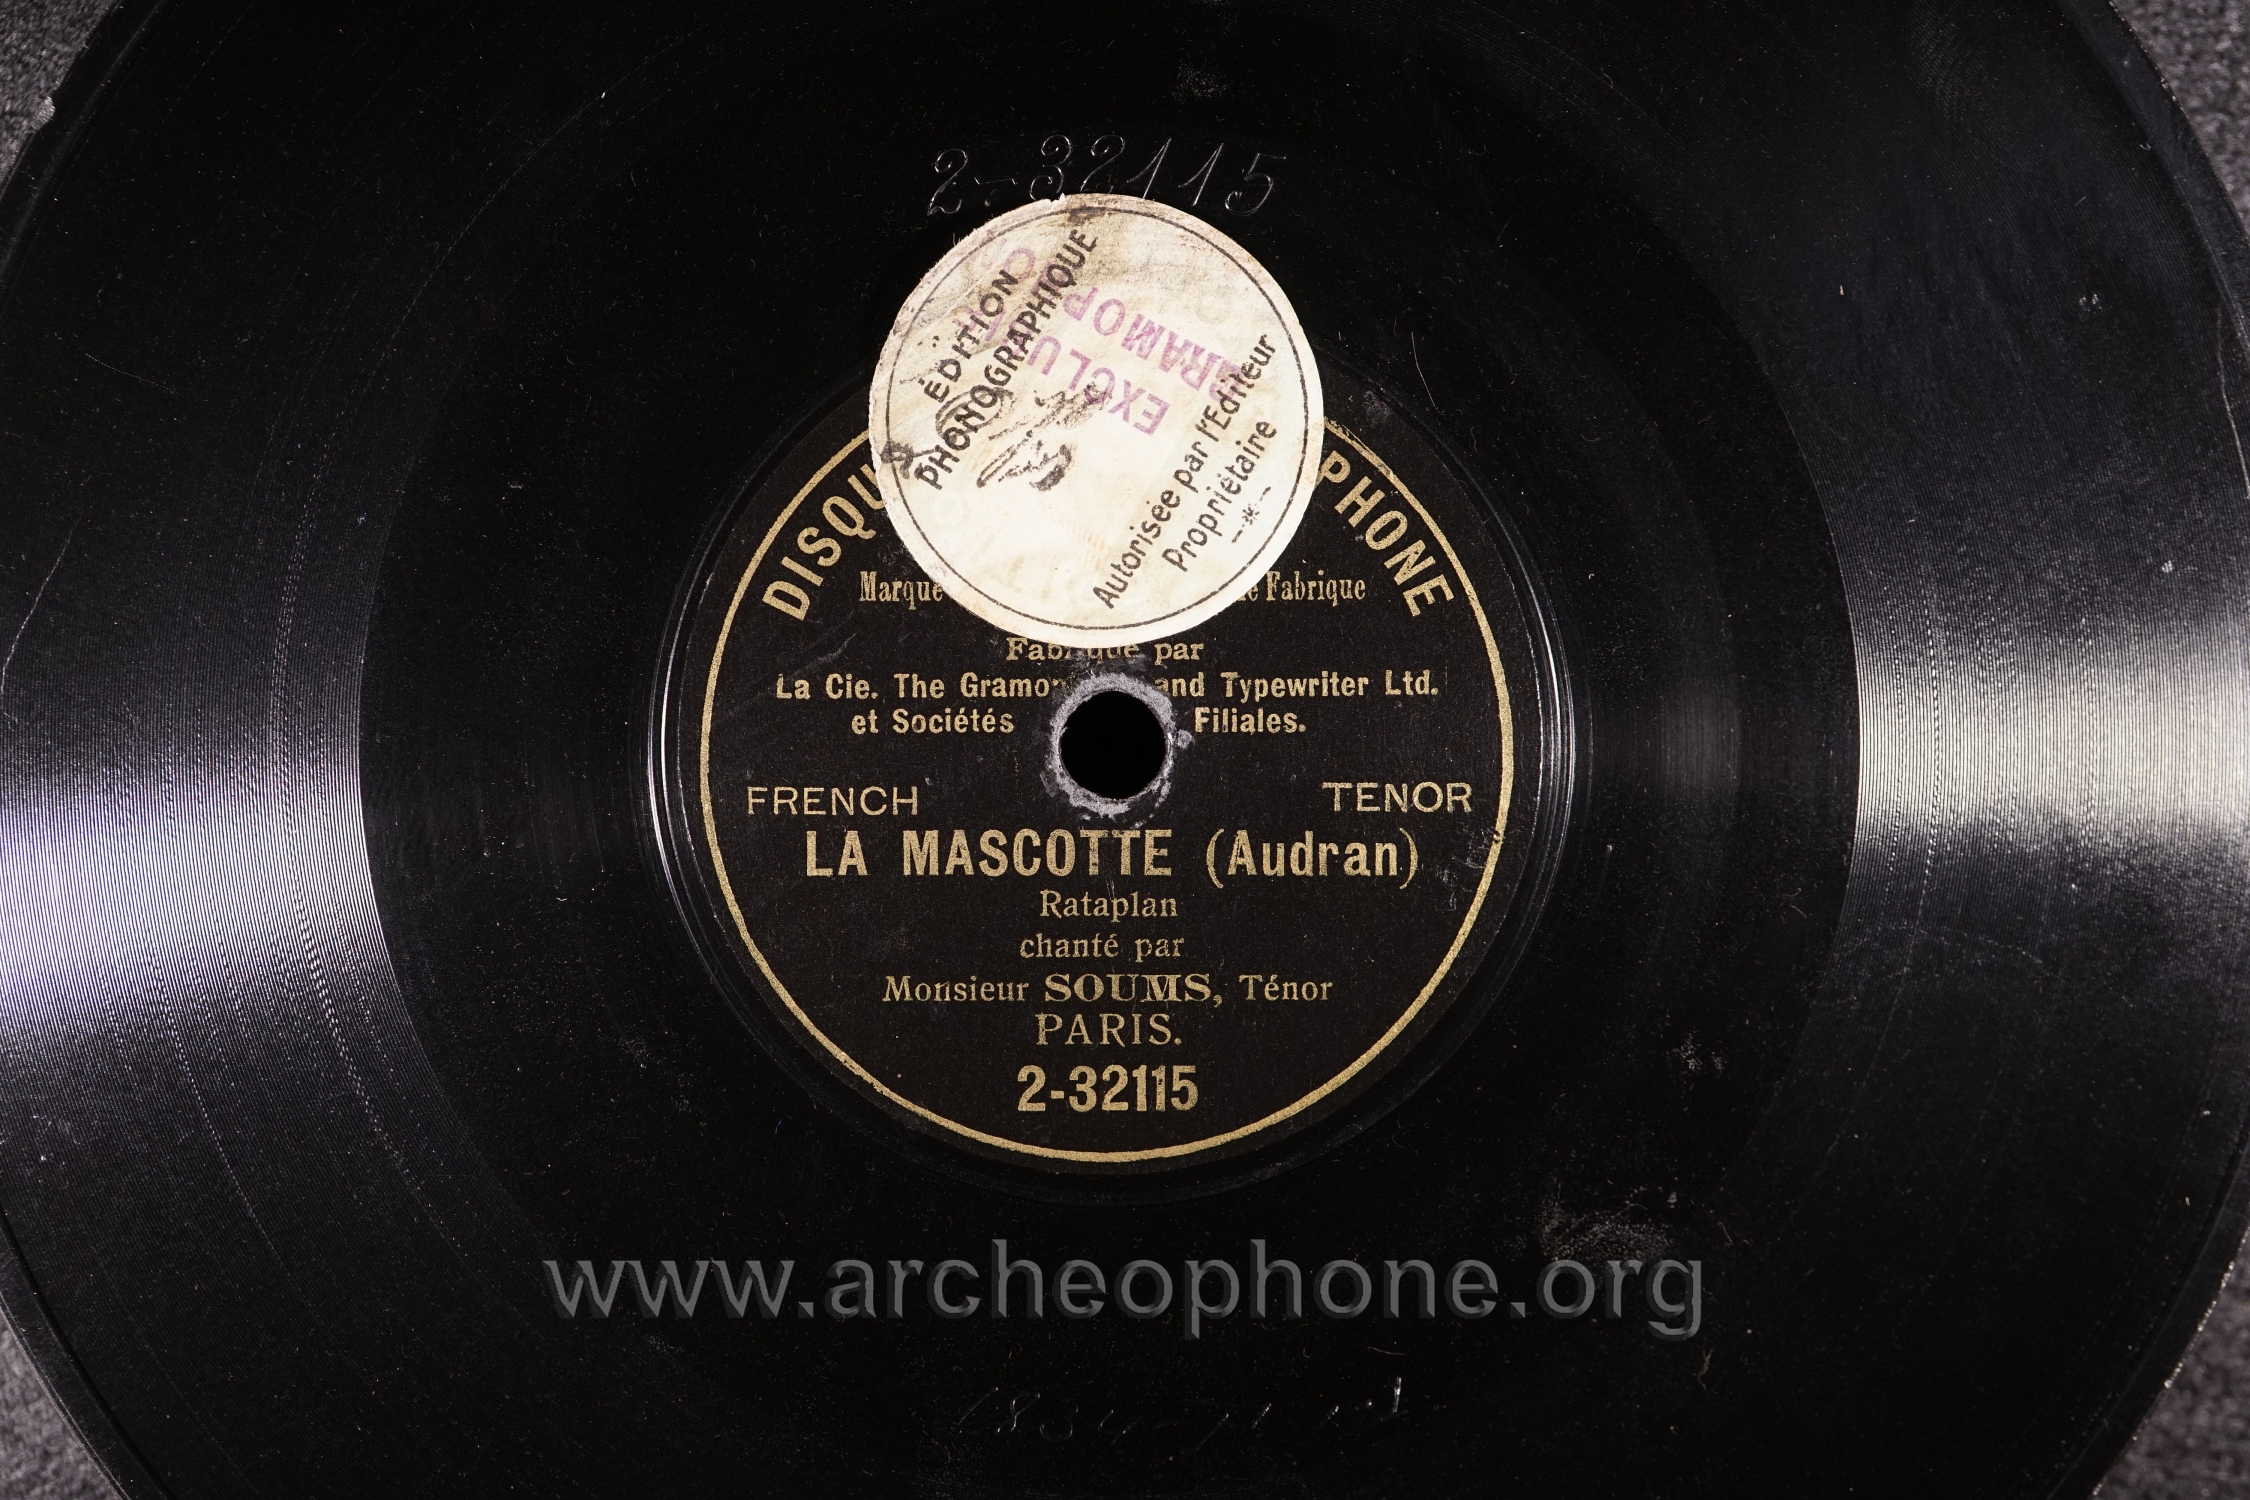 2-32115
ÉDITION
PHONOGRAPHIQUE
EXCLU
GRAMOP
Autorisée par l'Editeur
Propriétaire
DISQU PHONE
Marque Fabrique
Fabrique par
La Cie. The Gramop and Typewriter Ltd.
et Sociétés Filiales.
FRENCH TENOR
LA MASCOTTE (Audran)
Rataplan
chanté par
Monsieur SOUMS, Ténor
PARIS.
2-32115
www.archeophone.org